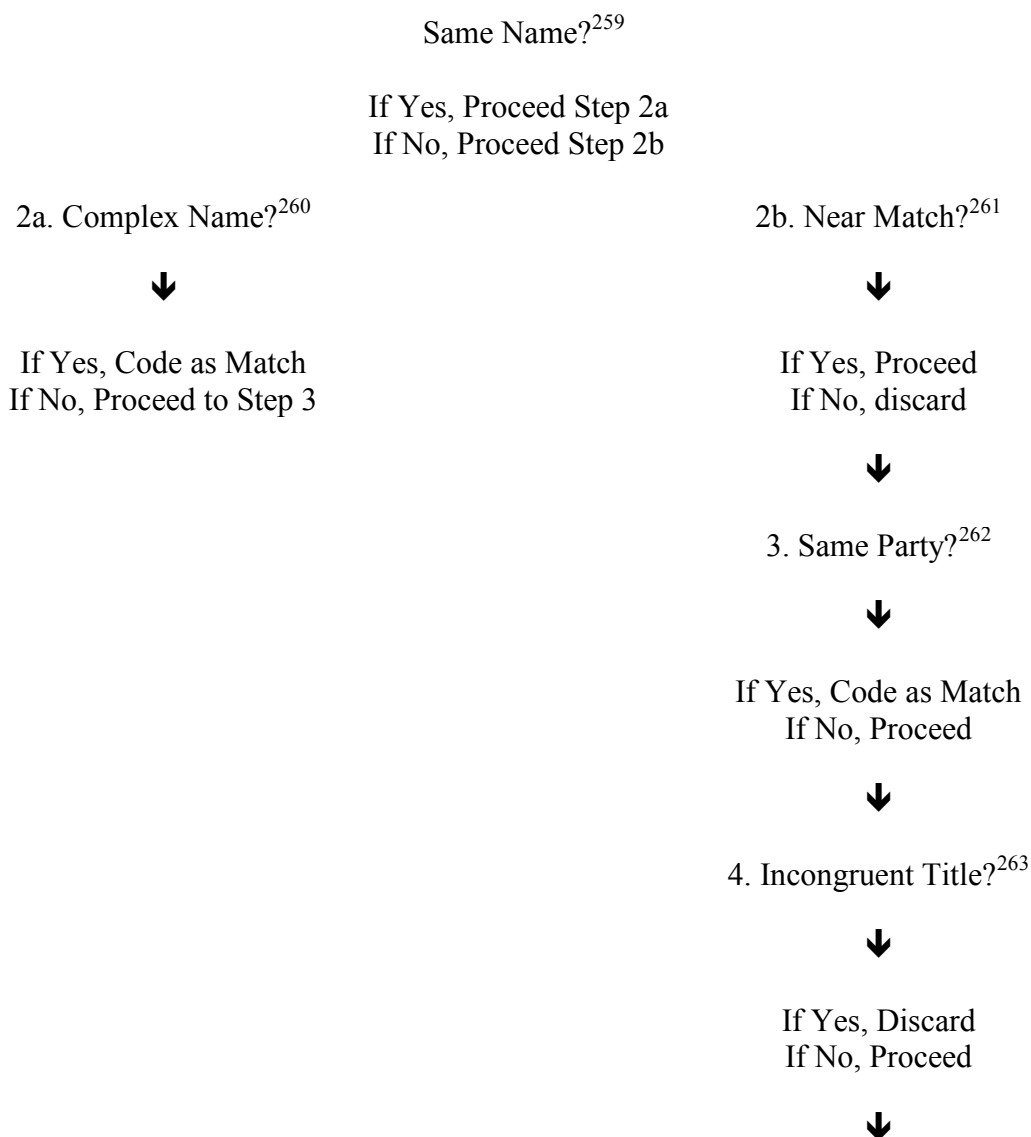 Same Name?259
If Yes, Proceed Step 2a
If No, Proceed Step 2b
2a. Complex Name?260
If Yes, Code as Match
If No, Proceed to Step 3
2b. Near Match?261
If Yes, Proceed
If No, discard
3. Same Party?262
If Yes, Code as Match
If No, Proceed
4. Incongruent Title?263
If Yes, Discard
If No, Proceed